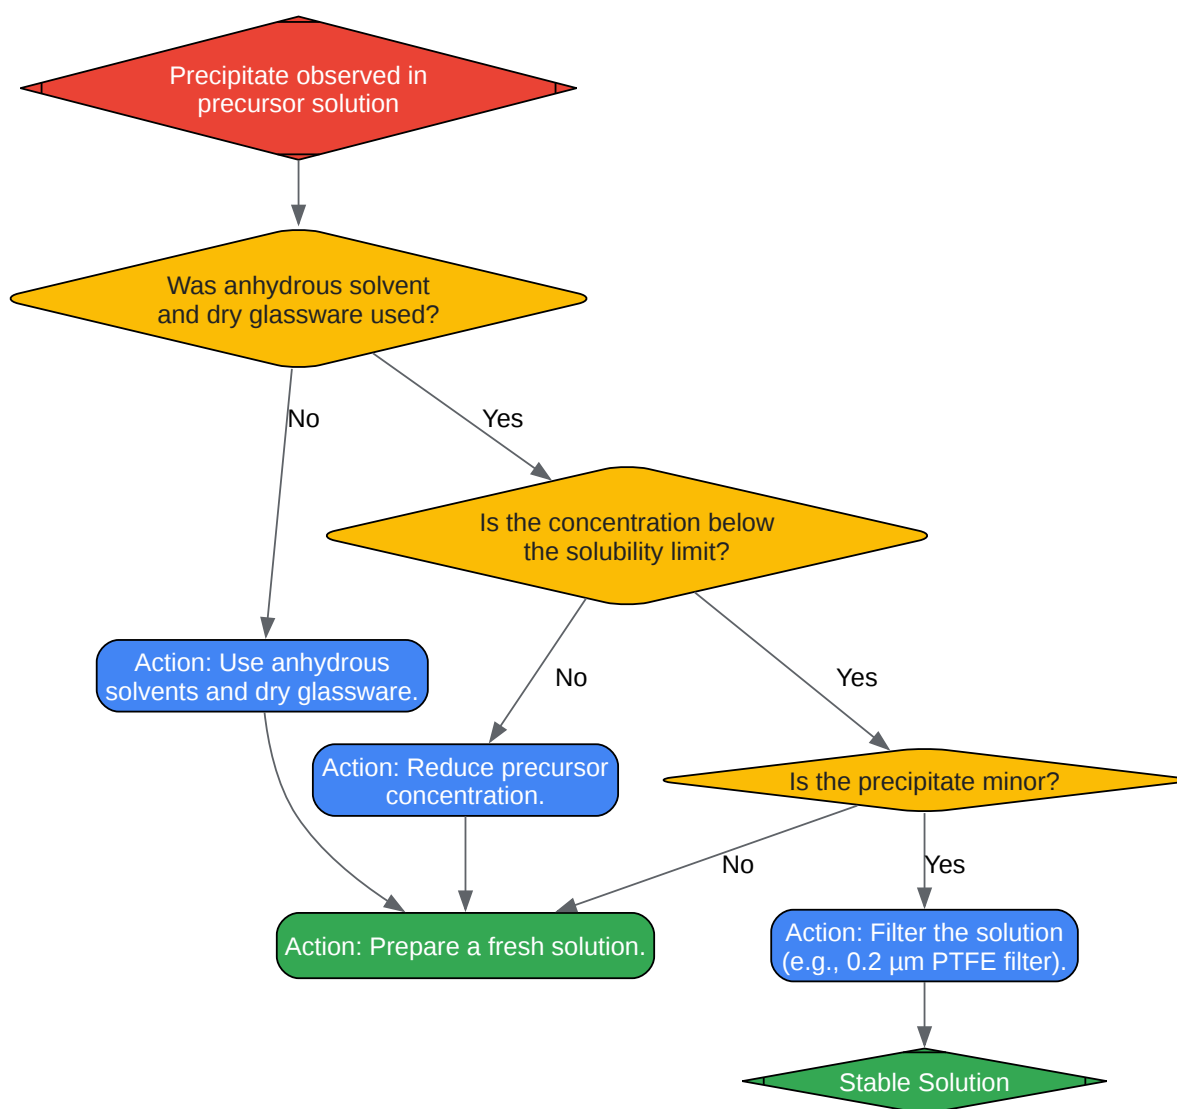 Precipitate observed in
precursor solution
Was anhydrous solvent
and dry glassware used?
No
Yes
Is the concentration below
the solubility limit?
Action: Use anhydrous
solvents and dry glassware.
No
Yes
Action: Reduce precursor
concentration.
Is the precipitate minor?
No
Yes
Action: Prepare a fresh solution.
Action: Filter the solution
(e.g., 0.2 µm PTFE filter).
Stable Solution